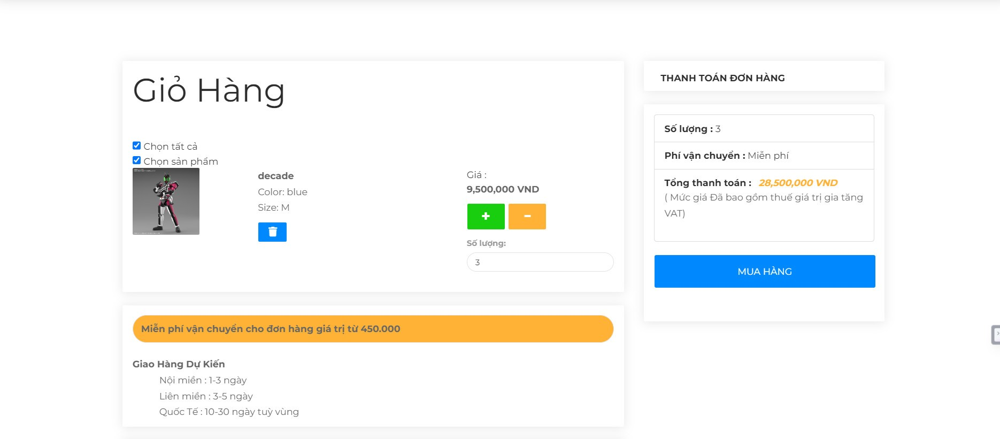 Giỏ Hàng
Chọn tất cả
Chọn sản phẩm
decade
Color: blue
Size: M
Giá :
9,500,000 VND
+ -
Số lượng:
3
Miễn phí vận chuyển cho đơn hàng giá trị từ 450.000
Giao Hàng Dự Kiến
Nội miền : 1-3 ngày
Liên miền : 3-5 ngày
Quốc Tế : 10-30 ngày tuỳ vùng
THANH TOÁN ĐƠN HÀNG
Số lượng : 3
Phí vận chuyển : Miễn phí
Tổng thanh toán : 28,500,000 VND
( Mức giá Đã bao gồm thuế giá trị gia tăng
VAT)
MUA HÀNG